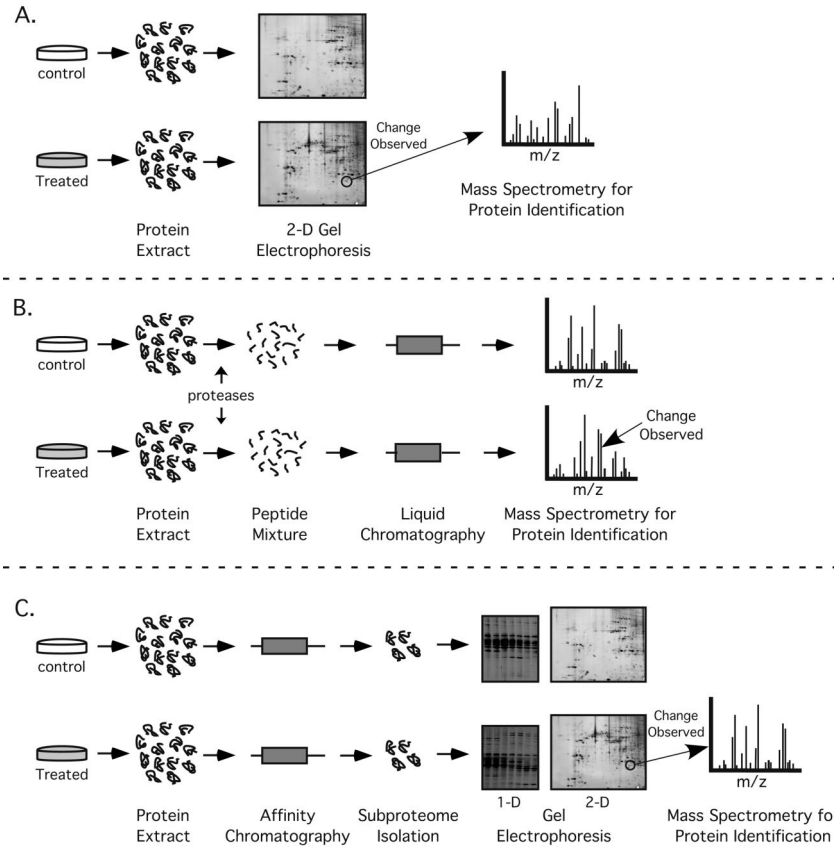 A.
control
Treated
Change
Observed
m/z
Mass Spectrometry for
Protein Identification
Protein
Extract
2-D Gel
Electrophoresis
B.
control
proteases
Treated
m/z
Change
Observed
m/z
Protein
Extract
Peptide
Mixture
Liquid
Chromatography
Mass Spectrometry for
Protein Identification
C.
control
Treated
Change
Observed
m/z
1-D
2-D
Protein
Extract
Affinity
Chromatography
Subproteome
Isolation
Gel
Electrophoresis
Mass Spectrometry for
Protein Identification